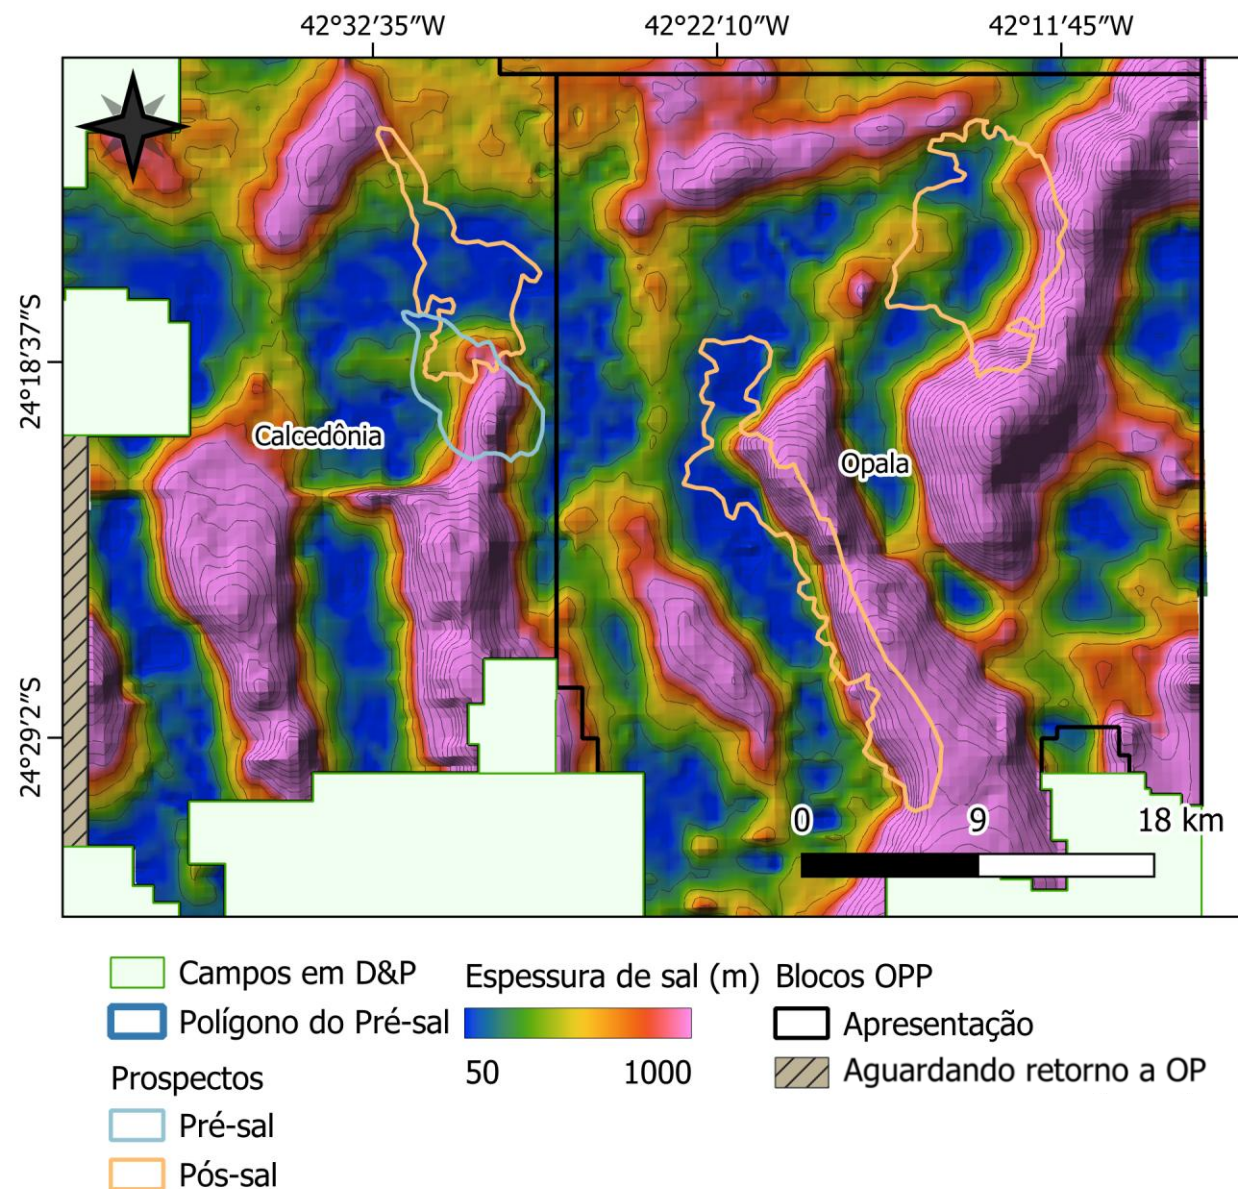 42°32′35″W 42°22′10″W 42°11′45″W
24°18′37″S
Calcedônia
Opala
24°29′2″S
0 9 18 km
Campos em D&P
Polígono do Pré-sal
Prospectos
Pré-sal
Pós-sal
Espessura de sal (m)
50 1000
Blocos OPP
Apresentação
Aguardando retorno a OP